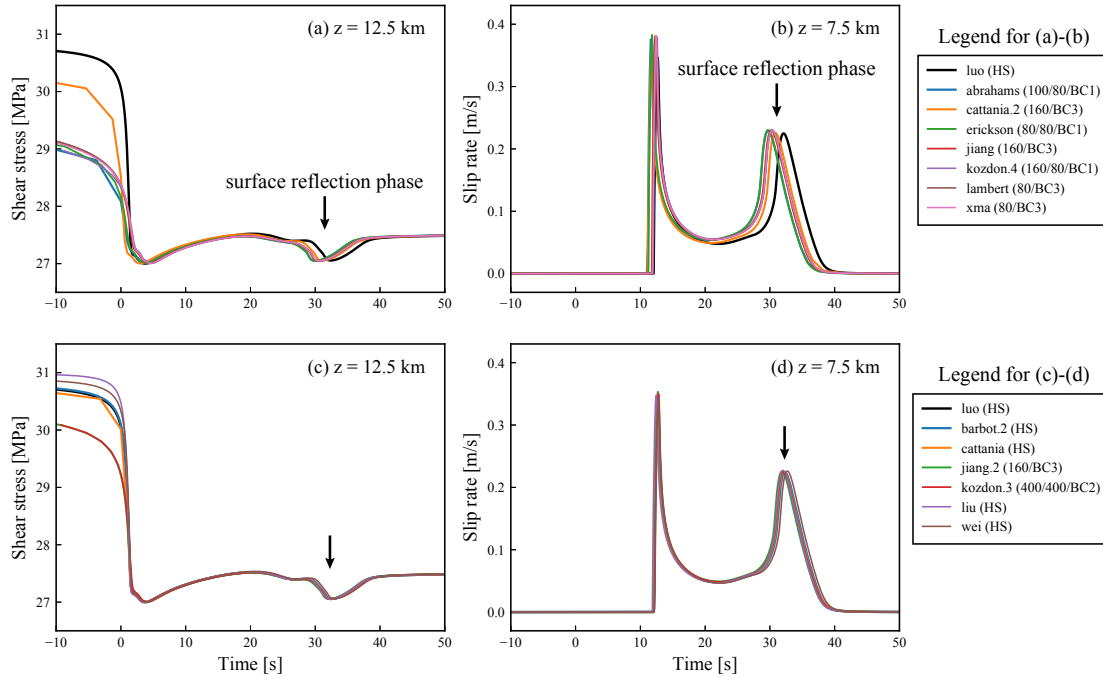 (a) z = 12.5 km
surface reflection phase
Shear stress [MPa]
31
30
29
28
27
−10 0 10 20 30 40 50
(b) z = 7.5 km
surface reflection phase
Slip rate [m/s]
0.4
0.3
0.2
0.1
0.0
−10 0 10 20 30 40 50
Legend for (a)-(b)
luo (HS)
abrahams (100/80/BC1)
cattania.2 (160/BC3)
erickson (80/80/BC1)
jiang (160/BC3)
kozdon.4 (160/80/BC1)
lambert (80/BC3)
xma (80/BC3)
(c) z = 12.5 km
Shear stress [MPa]
31
30
29
28
27
−10 0 10 20 30 40 50
Time [s]
(d) z = 7.5 km
Slip rate [m/s]
0.4
0.3
0.2
0.1
0.0
−10 0 10 20 30 40 50
Time [s]
Legend for (c)-(d)
luo (HS)
barbot.2 (HS)
cattania (HS)
jiang.2 (160/BC3)
kozdon.3 (400/400/BC2)
liu (HS)
wei (HS)